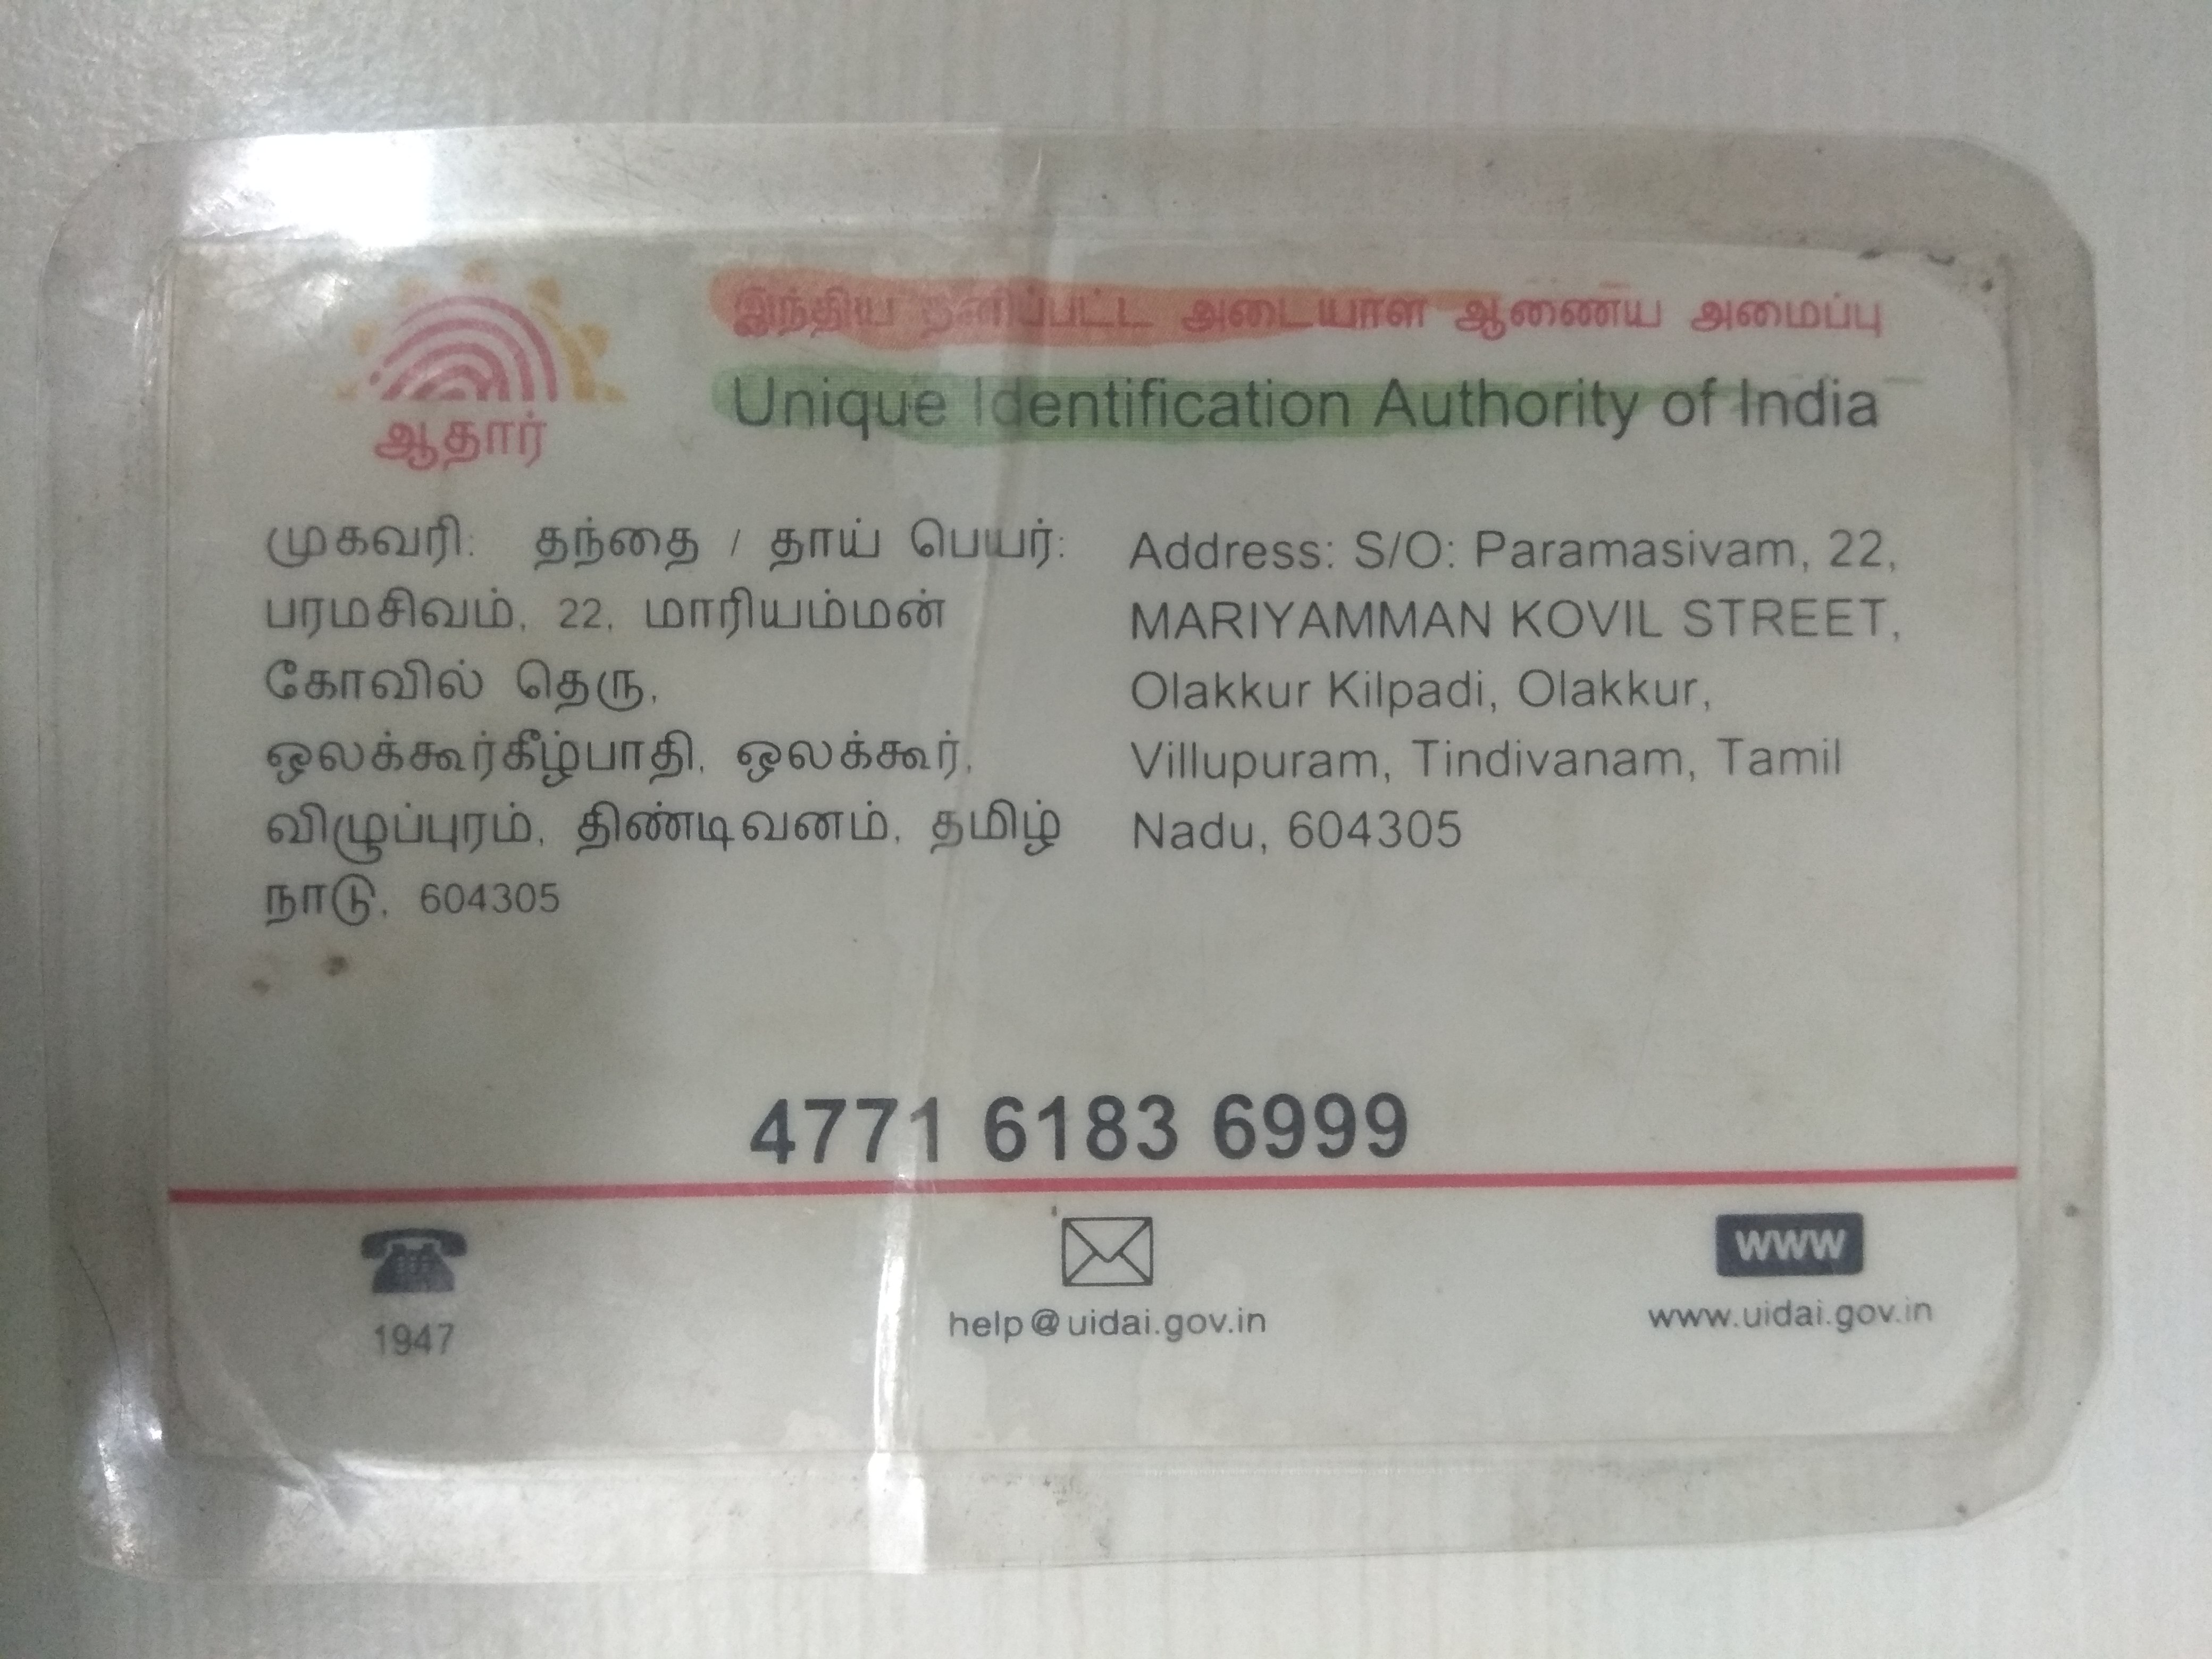 இந்திய தனிப்பட்ட அடையாள ஆணைய அமைப்பு
Unique Identification Authority of India
ஆதார்
முகவரி: தந்தை / தாய் பெயர்:
பரமசிவம், 22, மாரியம்மன்
கோவில் தெரு,
ஒலக்கூர்கீழ்பாதி, ஒலக்கூர்,
விழுப்புரம், திண்டிவனம், தமிழ்
நாடு, 604305
Address: S/O: Paramasivam, 22,
MARIYAMMAN KOVIL STREET,
Olakkur Kilpadi, Olakkur,
Villupuram, Tindivanam, Tamil
Nadu, 604305
4771 6183 6999
1947
help@uidai.gov.in
www
www.uidai.gov.in